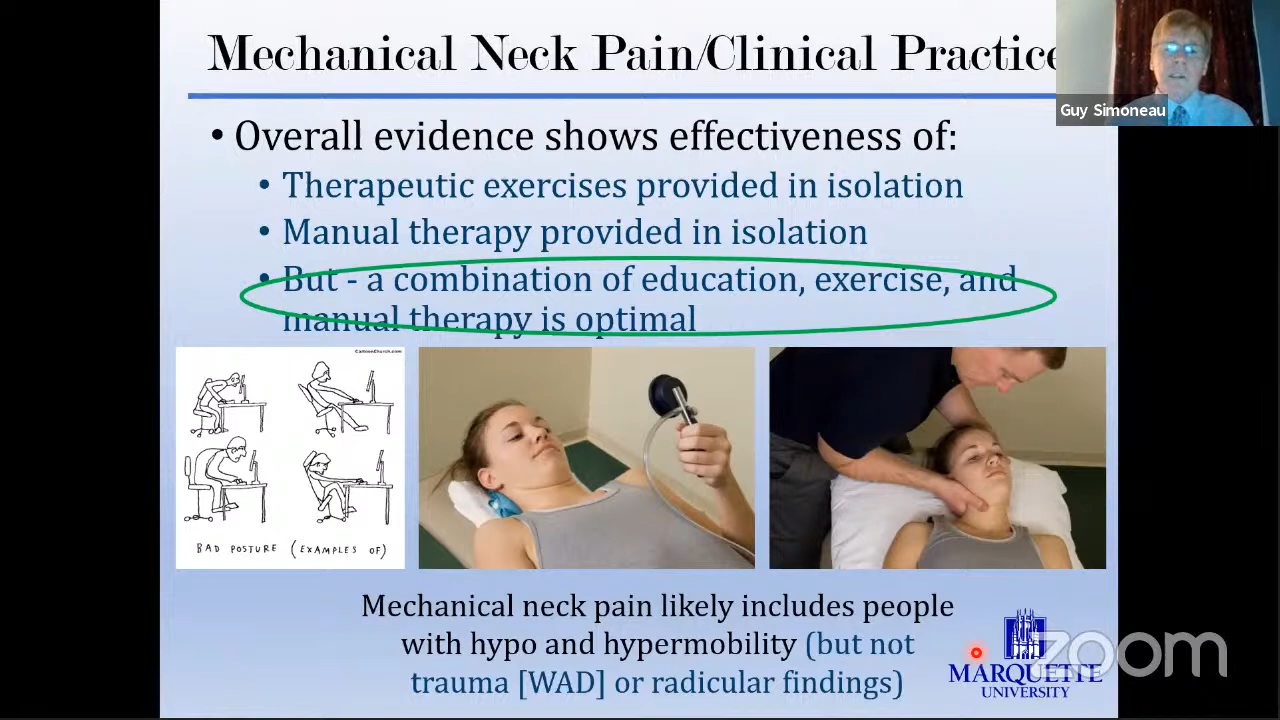 Mechanical Neck Pain/Clinical Practice
Guy Simoneau
• Overall evidence shows effectiveness of:
• Therapeutic exercises provided in isolation
• Manual therapy provided in isolation
• But - a combination of education, exercise, and
manual therapy is optimal
CartoonChurch.com
BAD POSTURE (EXAMPLES OF)
Mechanical neck pain likely includes people
with hypo and hypermobility (but not
trauma [WAD] or radicular findings)
MARQUETTE
UNIVERSITY
zoom